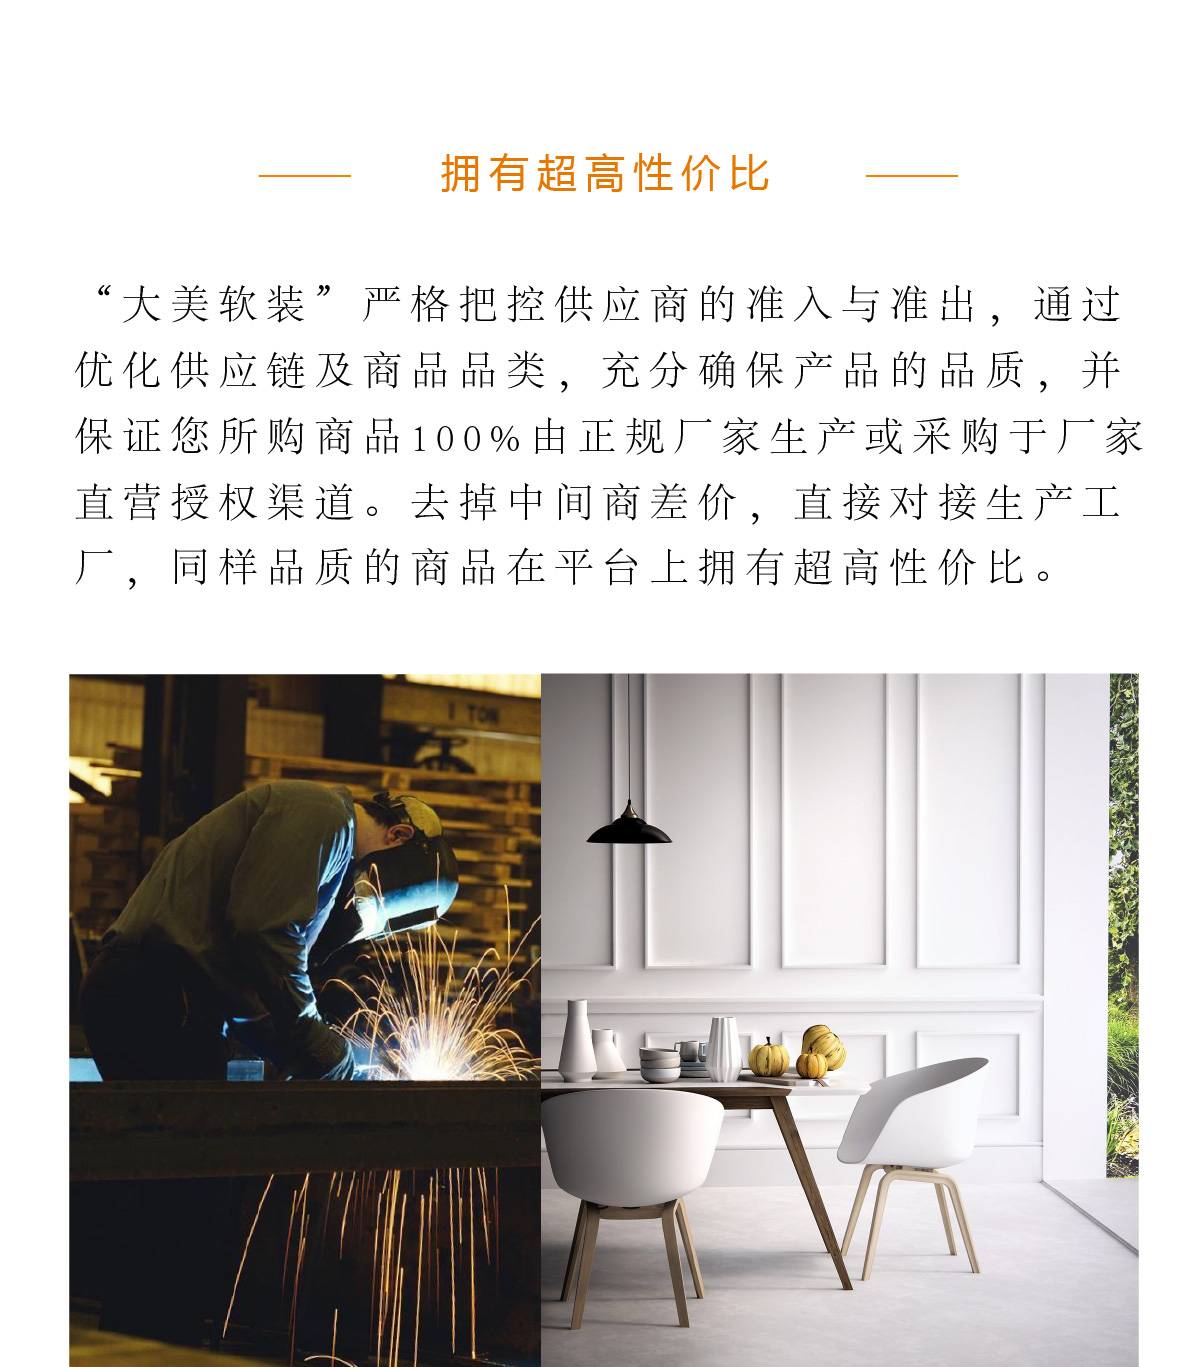 拥有超高性价比
“大美软装”严格把控供应商的准入与准出，通过
优化供应链及商品品类，充分确保产品的品质，并
保证您所购商品100%由正规厂家生产或采购于厂家
直营授权渠道。去掉中间商差价，直接对接生产工
厂，同样品质的商品在平台上拥有超高性价比。
1 TON